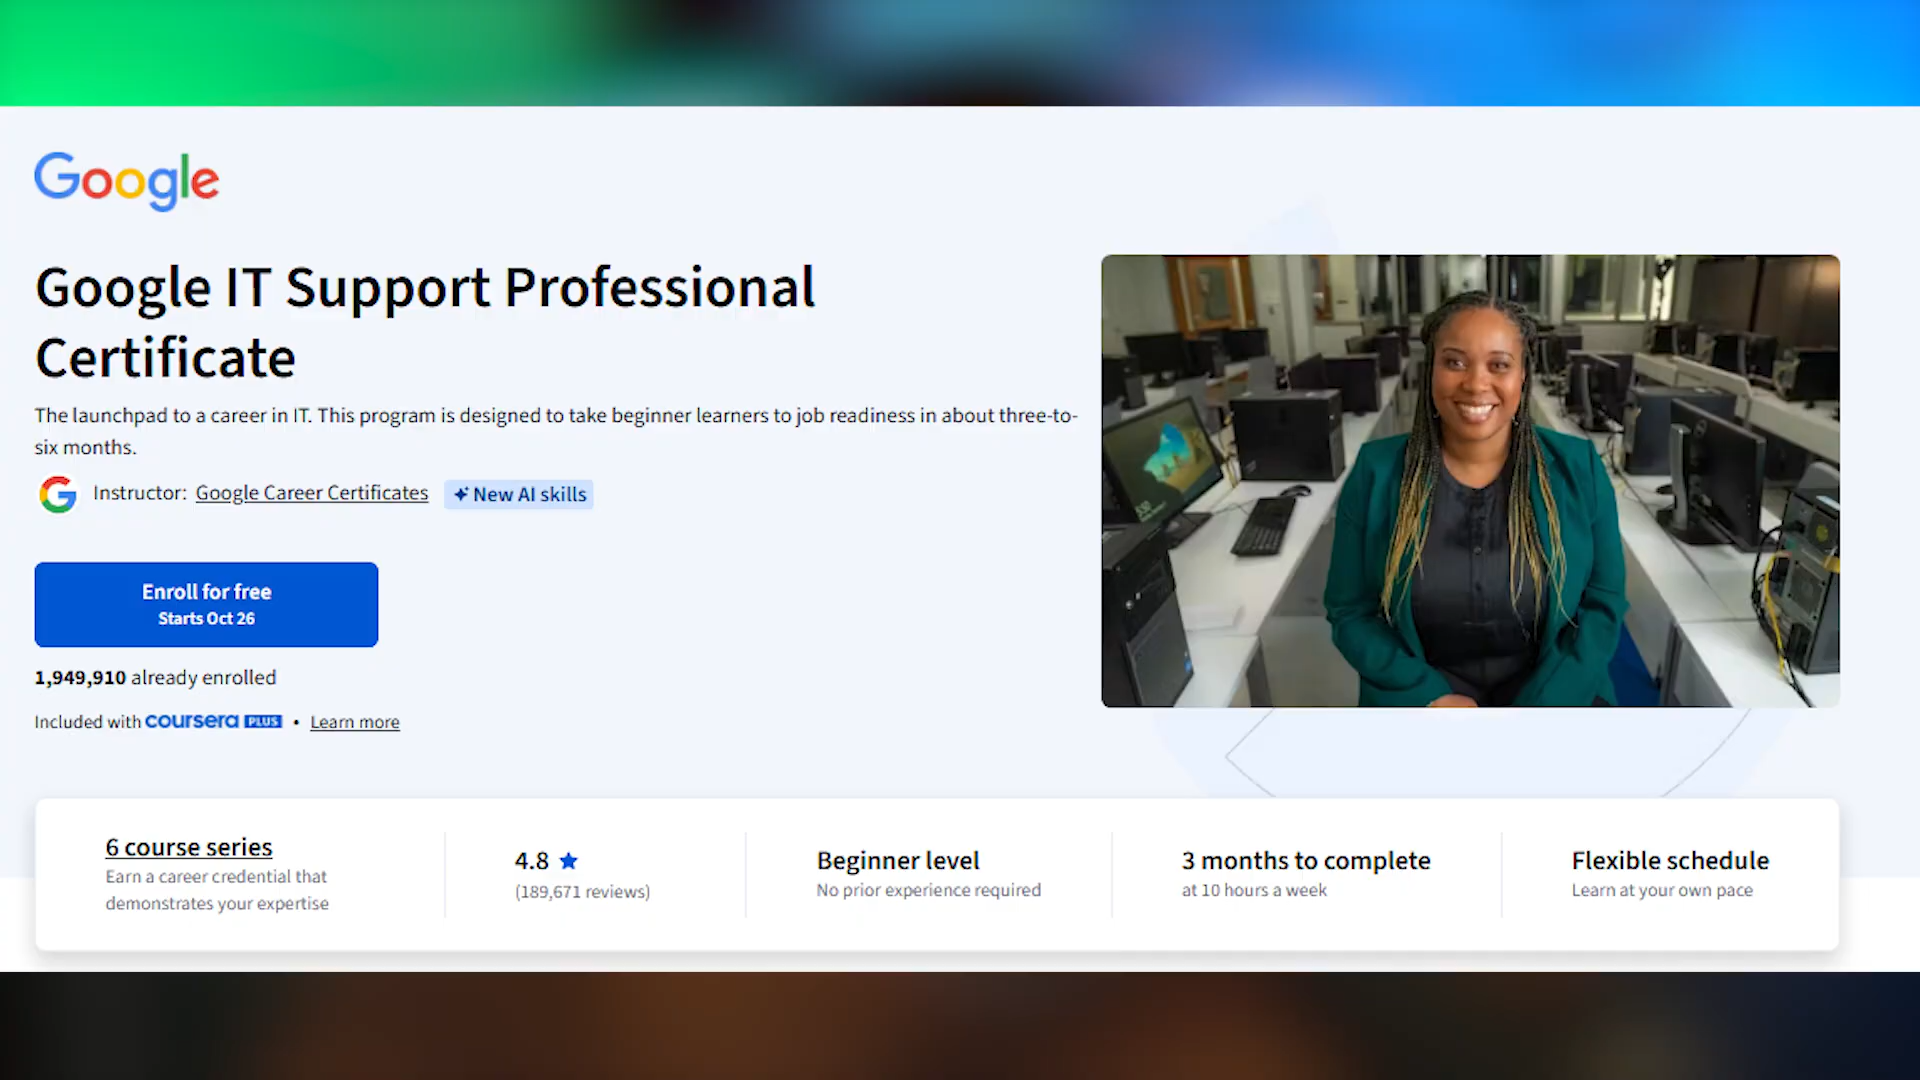 Google
Google IT Support Professional
Certificate
The launchpad to a career in IT. This program is designed to take beginner learners to job readiness in about three-to-
six months.
Instructor: Google Career Certificates New AI skills
Enroll for free
Starts Oct 26
1,949,910 already enrolled
Included with coursera PLUS • Learn more
6 course series
Earn a career credential that
demonstrates your expertise
4.8
(189,671 reviews)
Beginner level
No prior experience required
3 months to complete
at 10 hours a week
Flexible schedule
Learn at your own pace